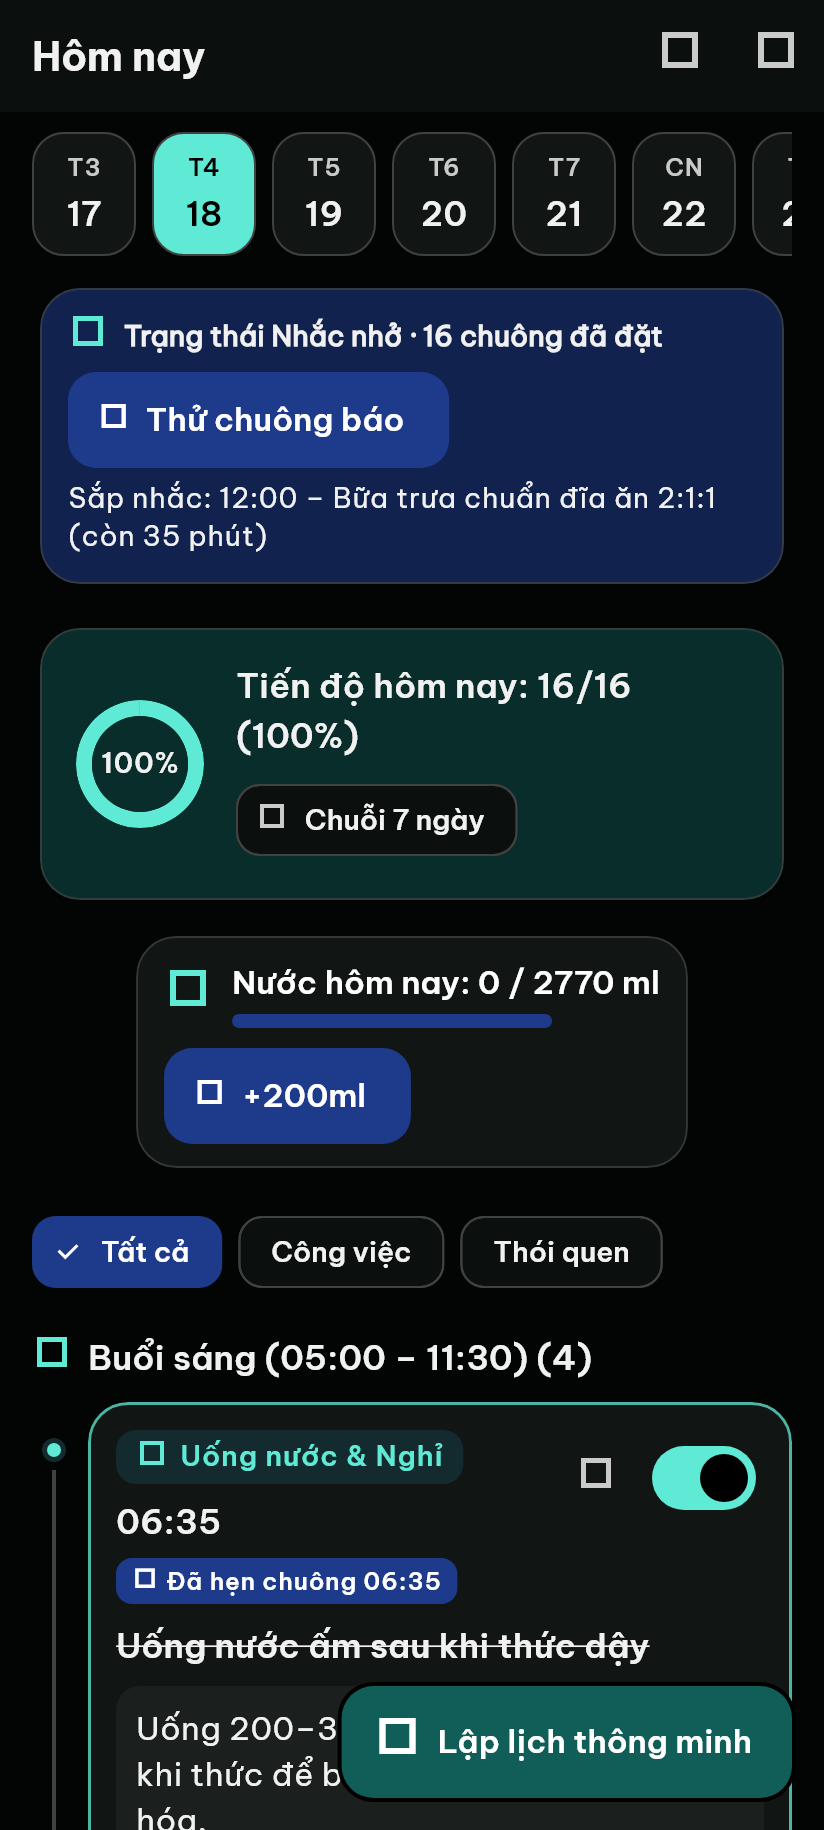 Hôm nay
T3 T4 T5 T6 T7 CN
17 18 19 20 21 22
Trạng thái Nhắc nhở · 16 chuông đã đặt
Thử chuông báo
Sắp nhắc: 12:00 – Bữa trưa chuẩn đĩa ăn 2:1:1
(còn 35 phút)
Tiến độ hôm nay: 16/16
(100%)
100%
Chuỗi 7 ngày
Nước hôm nay: 0 / 2770 ml
+200ml
Tất cả Công việc Thói quen
Buổi sáng (05:00 – 11:30) (4)
Uống nước & Nghỉ
06:35
Đã hẹn chuông 06:35
Uống nước ấm sau khi thức dậy
Uống 200–3
khi thức để b
hóa.
Lập lịch thông minh